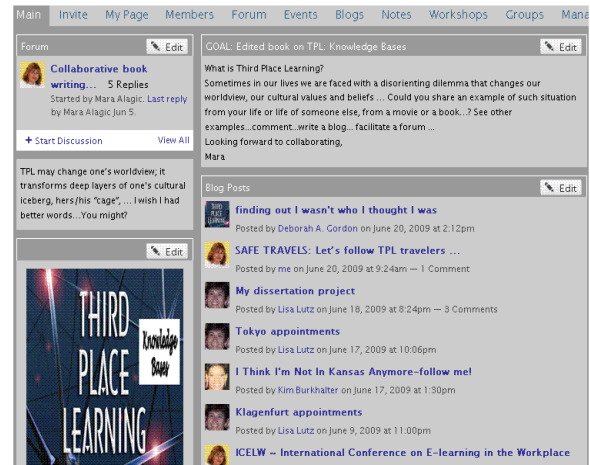 Main Invite My Page Members Forum Events Blogs Notes Workshops Groups Mana
Forum Edit
Collaborative book
writing... 5 Replies
Started by Mara Alagic. Last reply
by Mara Alagic Jun 5.
+ Start Discussion View All
TPL may change one's worldview; it
transforms deep layers of one's cultural
iceberg, hers/his "cage", ... I wish I had
better words...You might?
Edit
THIRD
PLACE
LEARNING
Knowledge
Bases
GOAL: Edited book on TPL: Knowledge Bases Edit
What is Third Place Learning?
Sometimes in our lives we are faced with a disorienting dilemma that changes our
worldview, our cultural values and beliefs ... Could you share an example of such situation
from your life or life of someone else, from a movie or a book...? See other
examples...comment...write a blog... facilitate a forum ...
Looking forward to collaborating,
Mara
Blog Posts Edit
THIRD
PLACE
LEARNING
finding out I wasn't who I thought I was
Posted by Deborah A. Gordon on June 20, 2009 at 2:12pm
SAFE TRAVELS: Let's follow TPL travelers ...
Posted by me on June 20, 2009 at 9:24am — 1 Comment
My dissertation project
Posted by Lisa Lutz on June 18, 2009 at 8:24pm — 3 Comments
Tokyo appointments
Posted by Lisa Lutz on June 17, 2009 at 10:06pm
I Think I'm Not In Kansas Anymore-follow me!
Posted by Kim Burkhalter on June 17, 2009 at 1:30pm
Klagenfurt appointments
Posted by Lisa Lutz on June 9, 2009 at 11:00pm
ICELW – International Conference on E-learning in the Workplace